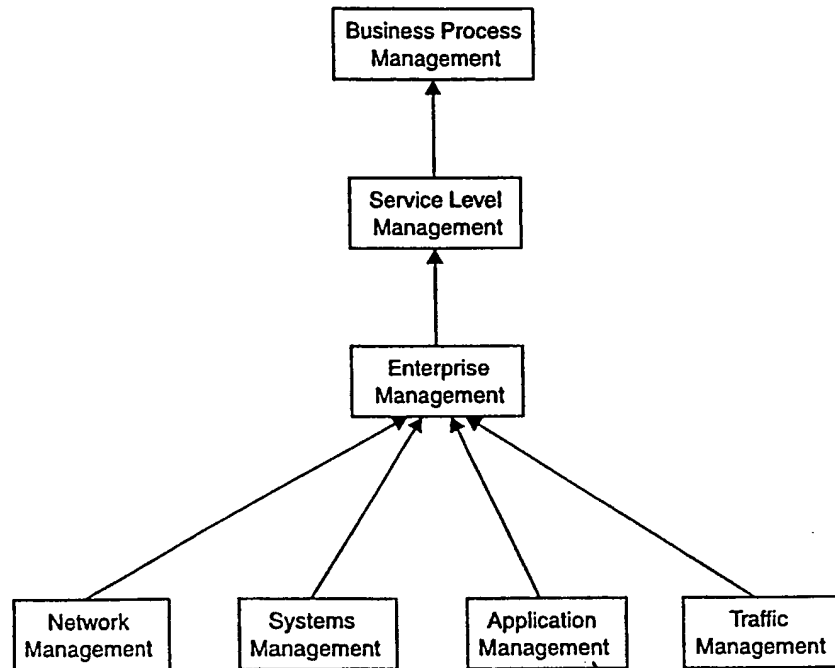 Business Process
Management
Service Level
Management
Enterprise
Management
Network
Management
Systems
Management
Application
Management
Traffic
Management